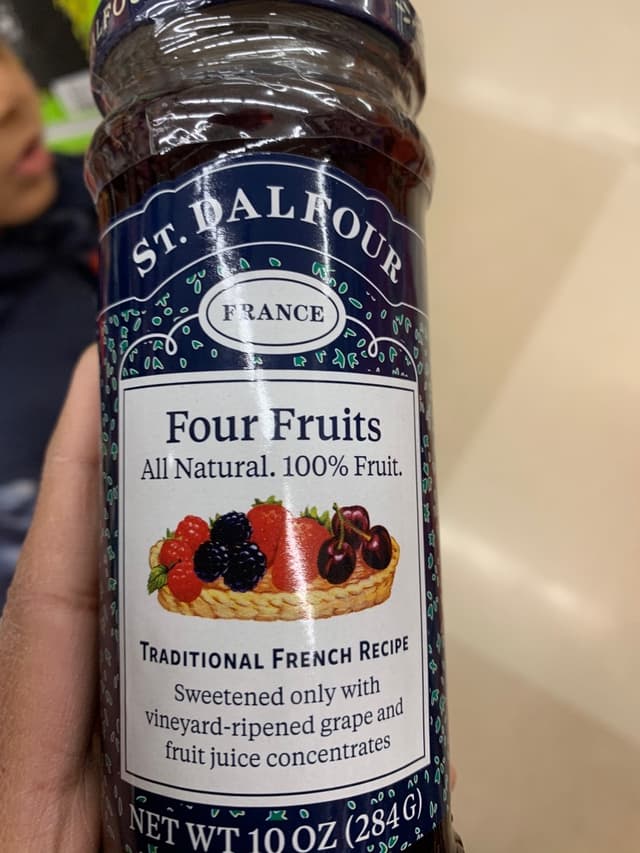 ST. DALFOUR
FRANCE
Four Fruits
All Natural. 100% Fruit.
TRADITIONAL FRENCH RECIPE
Sweetened only with
vineyard-ripened grape and
fruit juice concentrates
NET WT 10 OZ (284G)